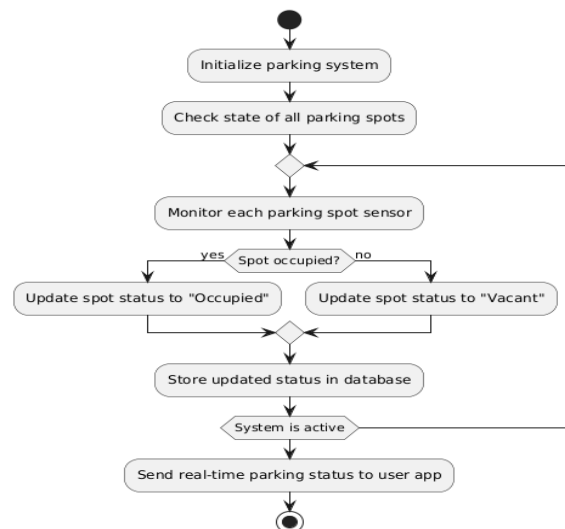 Initialize parking system
Check state of all parking spots
Monitor each parking spot sensor
yes
Spot occupied?
no
Update spot status to "Occupied"
Update spot status to "Vacant"
Store updated status in database
System is active
Send real-time parking status to user app